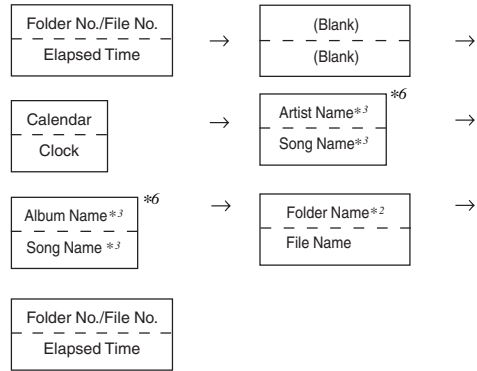 Folder No./File No.
Elapsed Time
→
(Blank)
(Blank)
→
Calendar
Clock
→
Artist Name*3
Song Name*3
*6
→
Album Name*3
Song Name *3
*6
→
Folder Name*2
File Name
→
Folder No./File No.
Elapsed Time